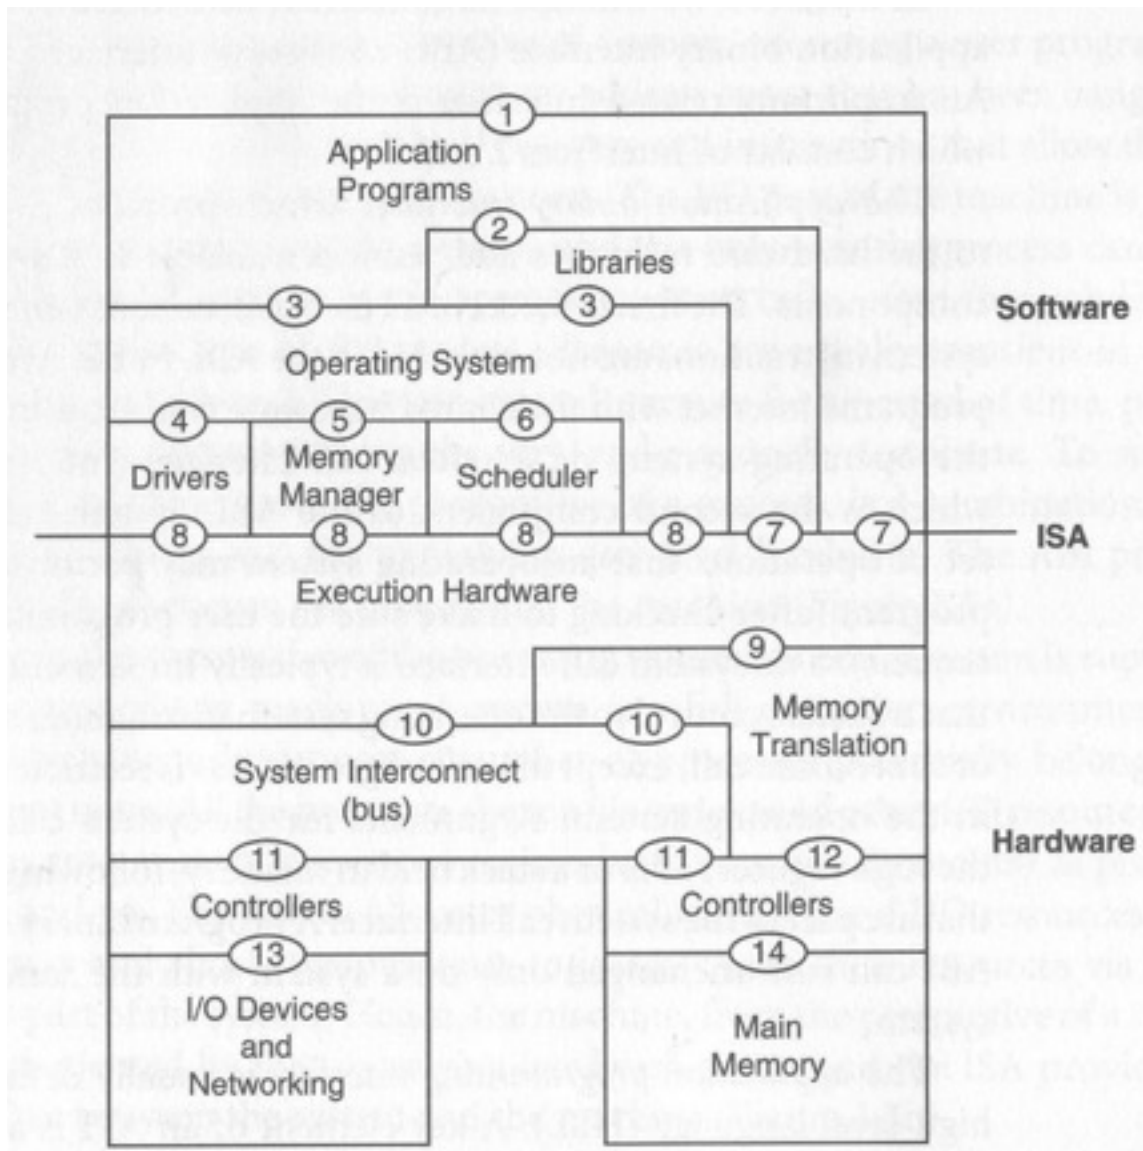 1
Application
Programs
2
Libraries
3
3
Software
Operating System
4
5
6
Drivers
Memory
Manager
Scheduler
8
8
8
8
7
7
ISA
Execution Hardware
9
10
10
Memory
Translation
System Interconnect
(bus)
Hardware
11
11
12
Controllers
Controllers
13
14
I/O Devices
and
Networking
Main
Memory